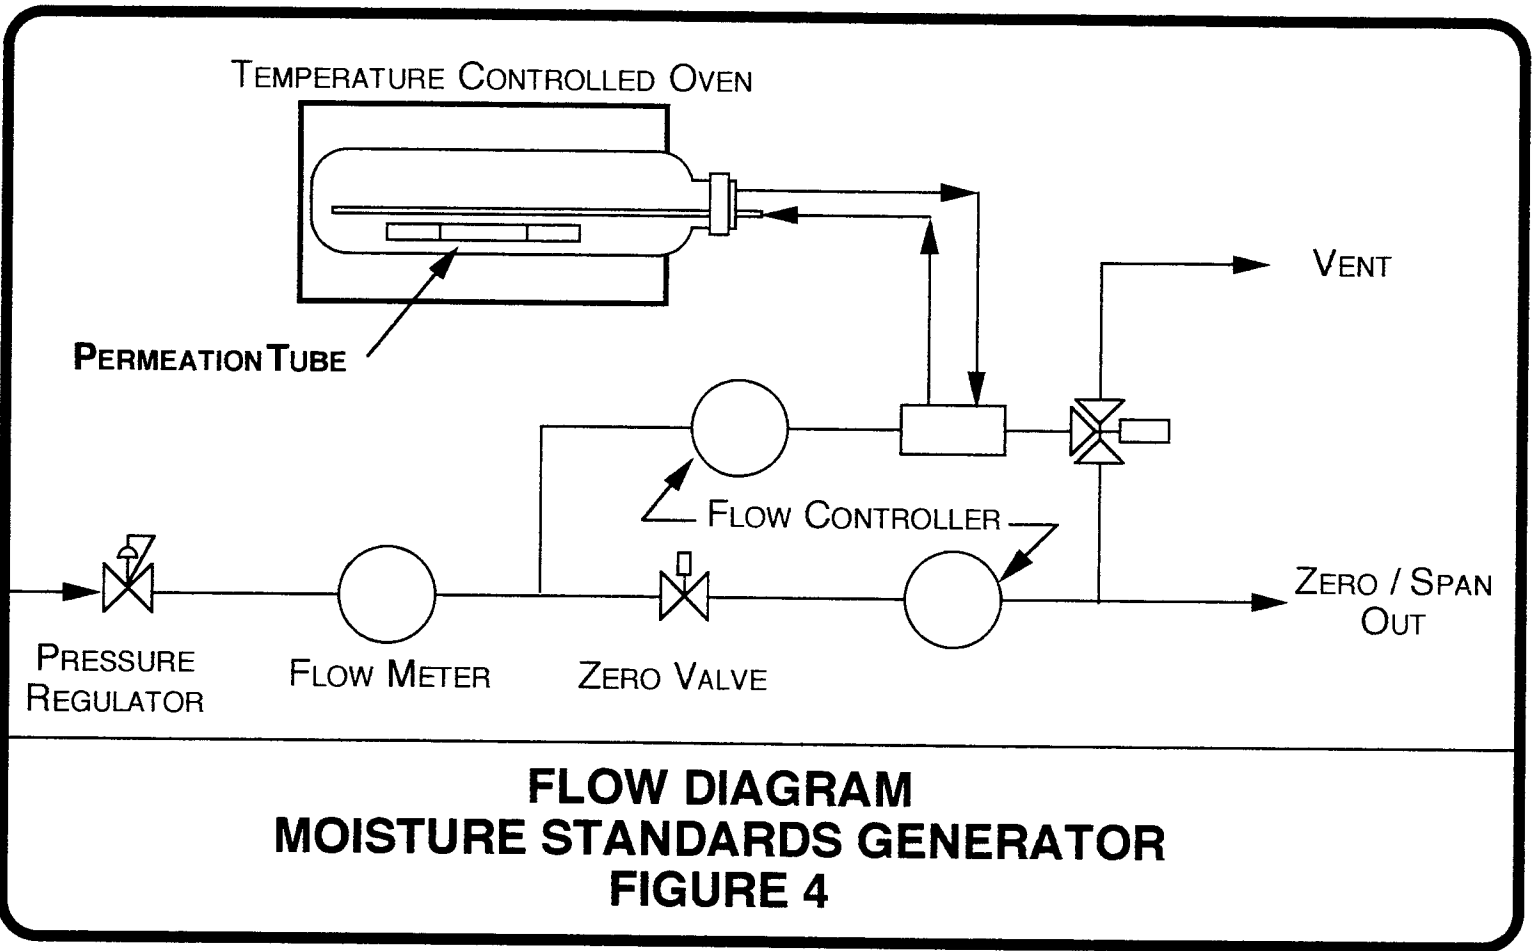 TEMPERATURE CONTROLLED OVEN
VENT
PERMEATION TUBE
FLOW CONTROLLER
ZERO / SPAN
OUT
PRESSURE
REGULATOR
FLOW METER
ZERO VALVE
FLOW DIAGRAM
MOISTURE STANDARDS GENERATOR
FIGURE 4